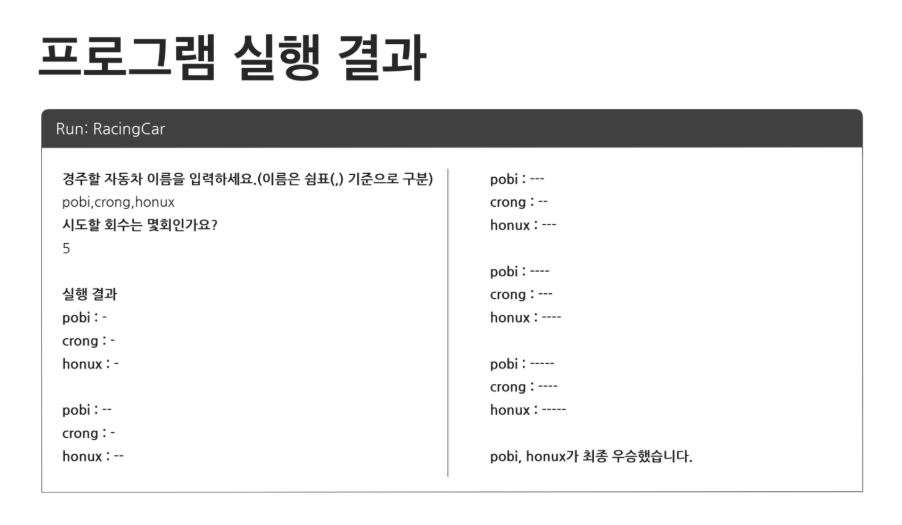 프로그램 실행 결과
Run: RacingCar
경주할 자동차 이름을 입력하세요.(이름은 쉼표(,) 기준으로 구분)
pobi,crong,honux
시도할 회수는 몇회인가요?
5
실행 결과
pobi : -
crong : -
honux : -
pobi : --
crong : -
honux : --
pobi : ---
crong : --
honux : ---
pobi : ----
crong : ---
honux : ----
pobi : -----
crong : ----
honux : -----
pobi, honux가 최종 우승했습니다.